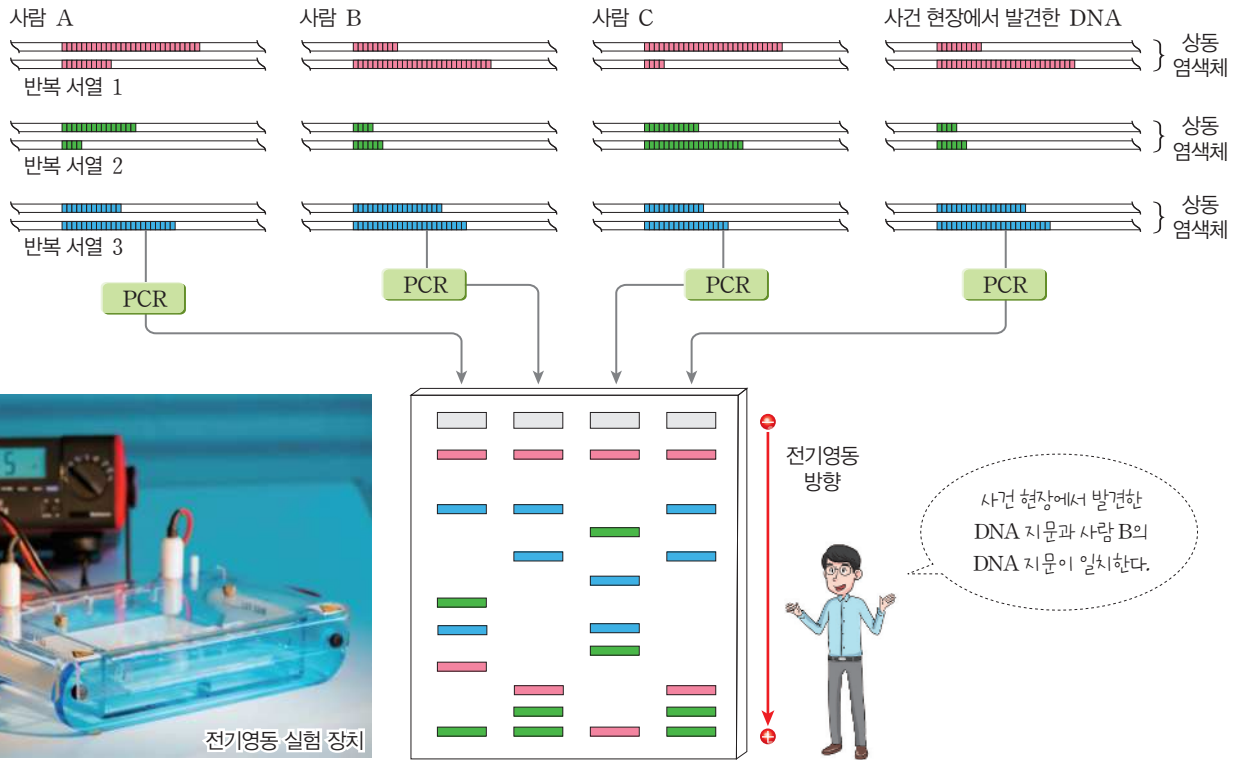 사람 A
사람 B
사람 C
사건 현장에서 발견한 DNA
상동
염색체
반복 서열 1
상동
염색체
반복 서열 2
상동
염색체
반복 서열 3
PCR
PCR
PCR
PCR
전기영동
방향
사건 현장에서 발견한
DNA 지문과 사람 B의
DNA 지문이 일치한다.
전기영동 실험 장치